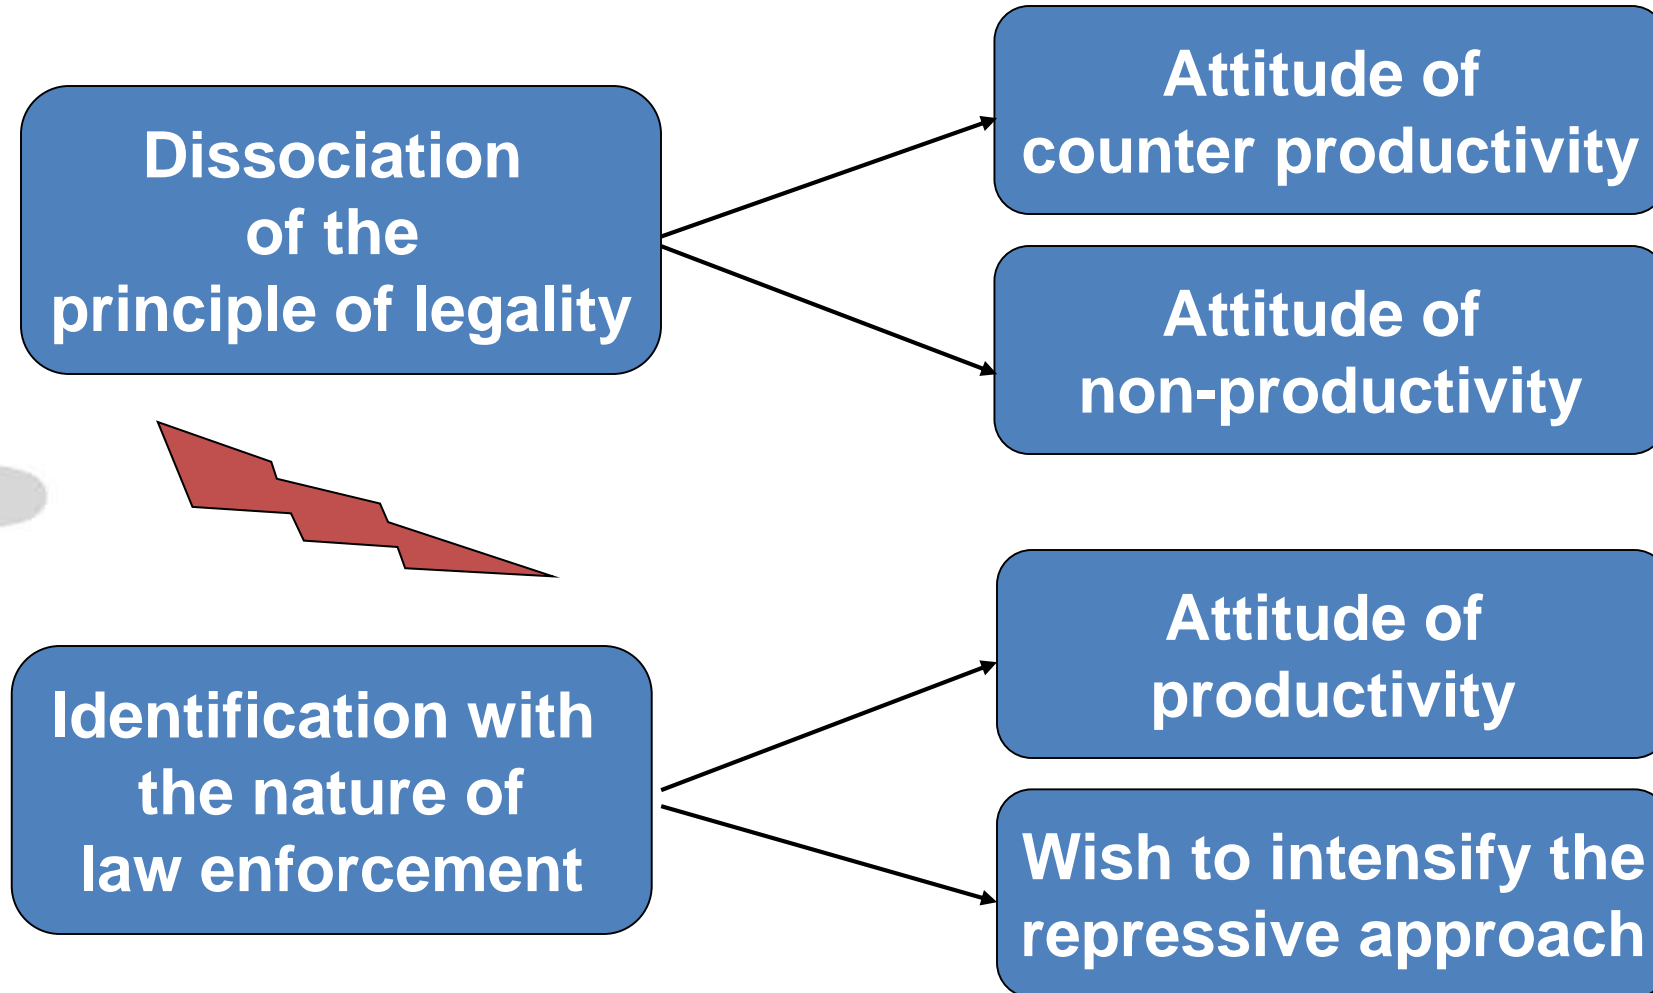 Dissociation
of the
principle of legality
Attitude of
counter productivity
Attitude of
non-productivity
Identification with
the nature of
law enforcement
Attitude of
productivity
Wish to intensify the
repressive approach